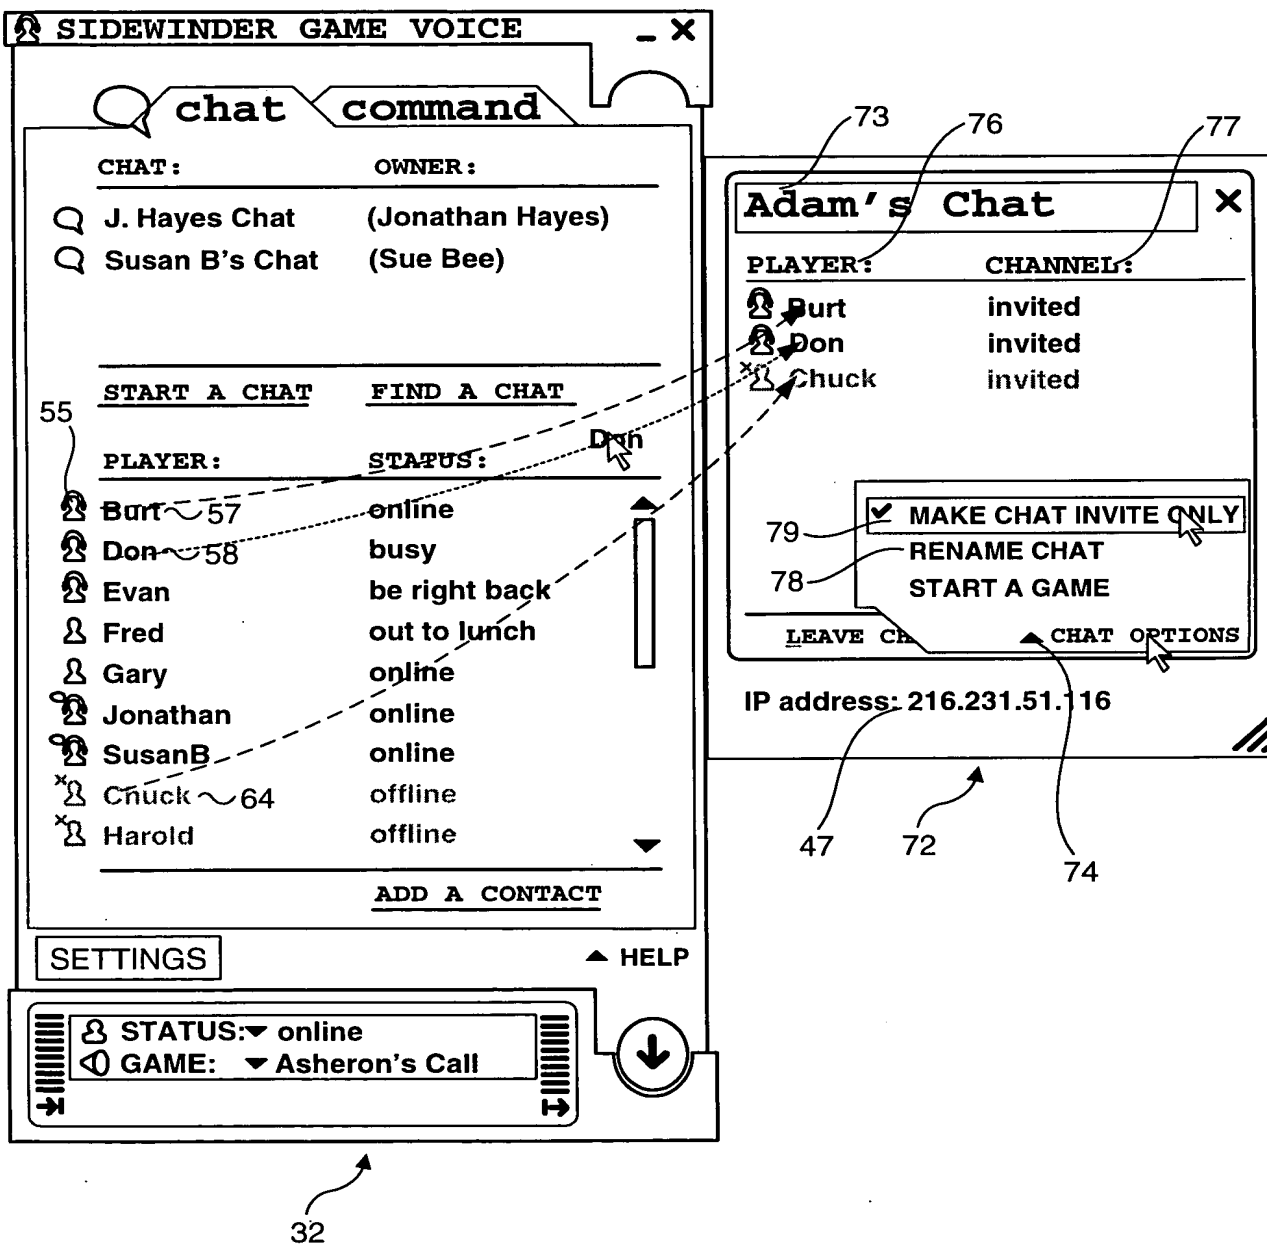 SIDEWINDER GAME VOICE
chat command
CHAT: OWNER:
J. Hayes Chat (Jonathan Hayes)
Susan B's Chat (Sue Bee)
START A CHAT FIND A CHAT
55
Don
PLAYER: STATUS:
Burt 57 online
Don 58 busy
Evan be right back
Fred out to lunch
Gary online
Jonathan online
SusanB online
Chuck 64 offline
Harold offline
ADD A CONTACT
SETTINGS HELP
STATUS: online
GAME: Asheron's Call
32
73 76 77
Adam's Chat
PLAYER: CHANNEL:
Burt invited
Don invited
Chuck invited
79 MAKE CHAT INVITE ONLY
78 RENAME CHAT
START A GAME
LEAVE CH CHAT OPTIONS
IP address: 216.231.51.116
47 72 74